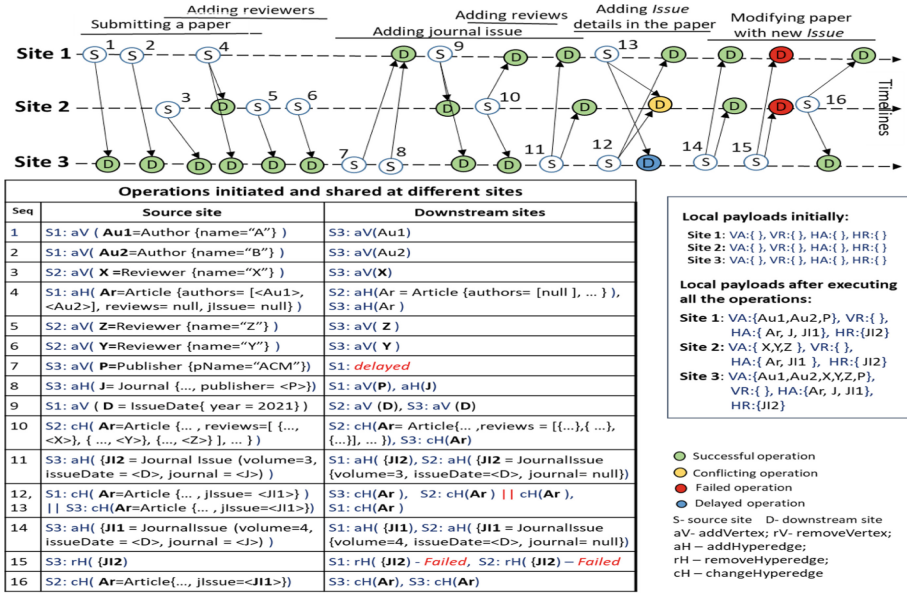 Adding reviewers
Submitting a paper
Adding reviews
Adding journal issue
Adding Issue
details in the paper
Modifying paper
with new Issue
Site 1 S 1 S 2 S 4 D S 9 D D S 13 D D D D
Site 2 S 3 D S 5 S 6 D S 10 D D D D S 16
Site 3 D D D D D D S 7 S 8 D D S 11 S 12 D S 14 S 15 D
Timelines
Operations initiated and shared at different sites
Seq Source site Downstream sites
1 S1: aV ( Au1=Author {name="A"} ) S3: aV(Au1)
2 S1: aV ( Au2=Author {name="B"} ) S3: aV(Au2)
3 S2: aV( X =Reviewer {name="X"} ) S3: aV(X)
4 S1: aH( Ar=Article {authors= [<Au1>, S2: aH(Ar = Article {authors= [null ], ... } ),
<Au2>], reviews= null, jIssue= null} ) S3: aH(Ar )
5 S2: aV( Z=Reviewer {name="Z"} ) S3: aV( Z )
6 S2: aV( Y=Reviewer {name="Y"} ) S3: aV( Y )
7 S3: aV( P=Publisher {pName="ACM"}) S1: delayed
8 S3: aH( J= Journal {..., publisher= <P>}) S1: aV(P), aH(J)
9 S1: aV ( D = IssueDate{ year = 2021}) S2: aV (D), S3: aV (D)
10 S2: cH( Ar=Article {... , reviews=[ {..., S2: cH(Ar= Article{... ,reviews = [{...},{ ...},
<X>}, { ..., <Y>}, {..., <Z>} ], ... } ) {...}], ... }), S3: cH(Ar)
11 S3: aH( {JI2 = Journal Issue (volume=3, S1: aH( {JI2), S2: aH( {JI2 = JournalIssue
issueDate = <D>, journal = <J>) ) {volume=3, issueDate=<D>, journal= null})
12, S1: cH( Ar=Article {... , jIssue= <JI1>} ) S3: cH(Ar ), S2: cH(Ar ) || cH(Ar ),
13 || S3: cH(Ar=Article {... , jIssue=<JI1>}) S1: cH(Ar )
14 S3: aH( {JI1 = JournalIssue (volume=4, S1: aH( {JI1), S2: aH( {JI1 = JournalIssue
issueDate = <D>, journal = <J>) ) {volume=4, issueDate=<D>, journal= null})
15 S3: rH( {JI2) S1: rH( {JI2) - Failed, S2: rH( {JI2) – Failed
16 S2: cH( Ar=Article{..., jIssue=<JI1>}) S3: cH(Ar), S3: cH(Ar)
Local payloads initially:
Site 1: VA:{ }, VR:{ }, HA:{ }, HR:{ }
Site 2: VA:{ }, VR:{ }, HA:{ }, HR:{ }
Site 3: VA:{ }, VR:{ }, HA:{ }, HR:{ }
Local payloads after executing
all the operations:
Site 1: VA:{Au1,Au2,P}, VR:{ },
HA:{ Ar, J, JI1}, HR:{JI2}
Site 2: VA:{ X,Y,Z }, VR:{ },
HA:{ Ar, JI1 }, HR:{JI2}
Site 3: VA:{Au1,Au2,X,Y,Z,P},
VR:{ }, HA:{Ar, J, JI1},
HR:{JI2}
Successful operation
Conflicting operation
Failed operation
Delayed operation
S- source site D- downstream site
aV- addVertex; rV- removeVertex;
aH – addHyperedge;
rH – removeHyperedge;
cH – changeHyperedge